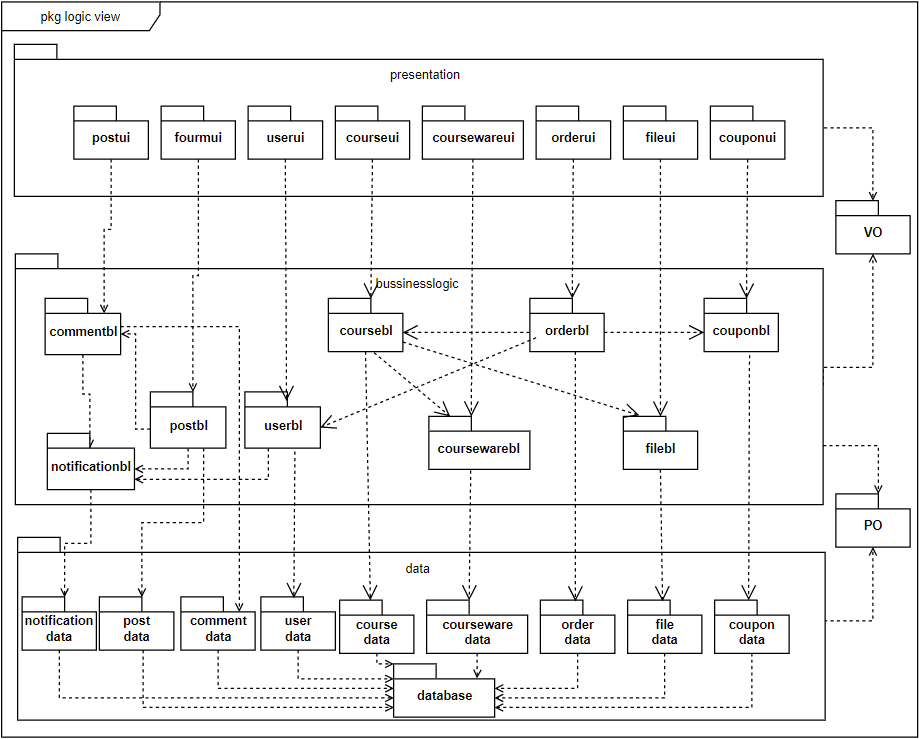 pkg logic view
presentation
postui
fourmui
userui
courseui
coursewareui
orderui
fileui
couponui
VO
bussinesslogic
commentbl
coursebl
orderbl
couponbl
postbl
userbl
coursewarebl
filebl
notificationbl
PO
data
notification
data
post
data
comment
data
user
data
course
data
courseware
data
order
data
file
data
coupon
data
database